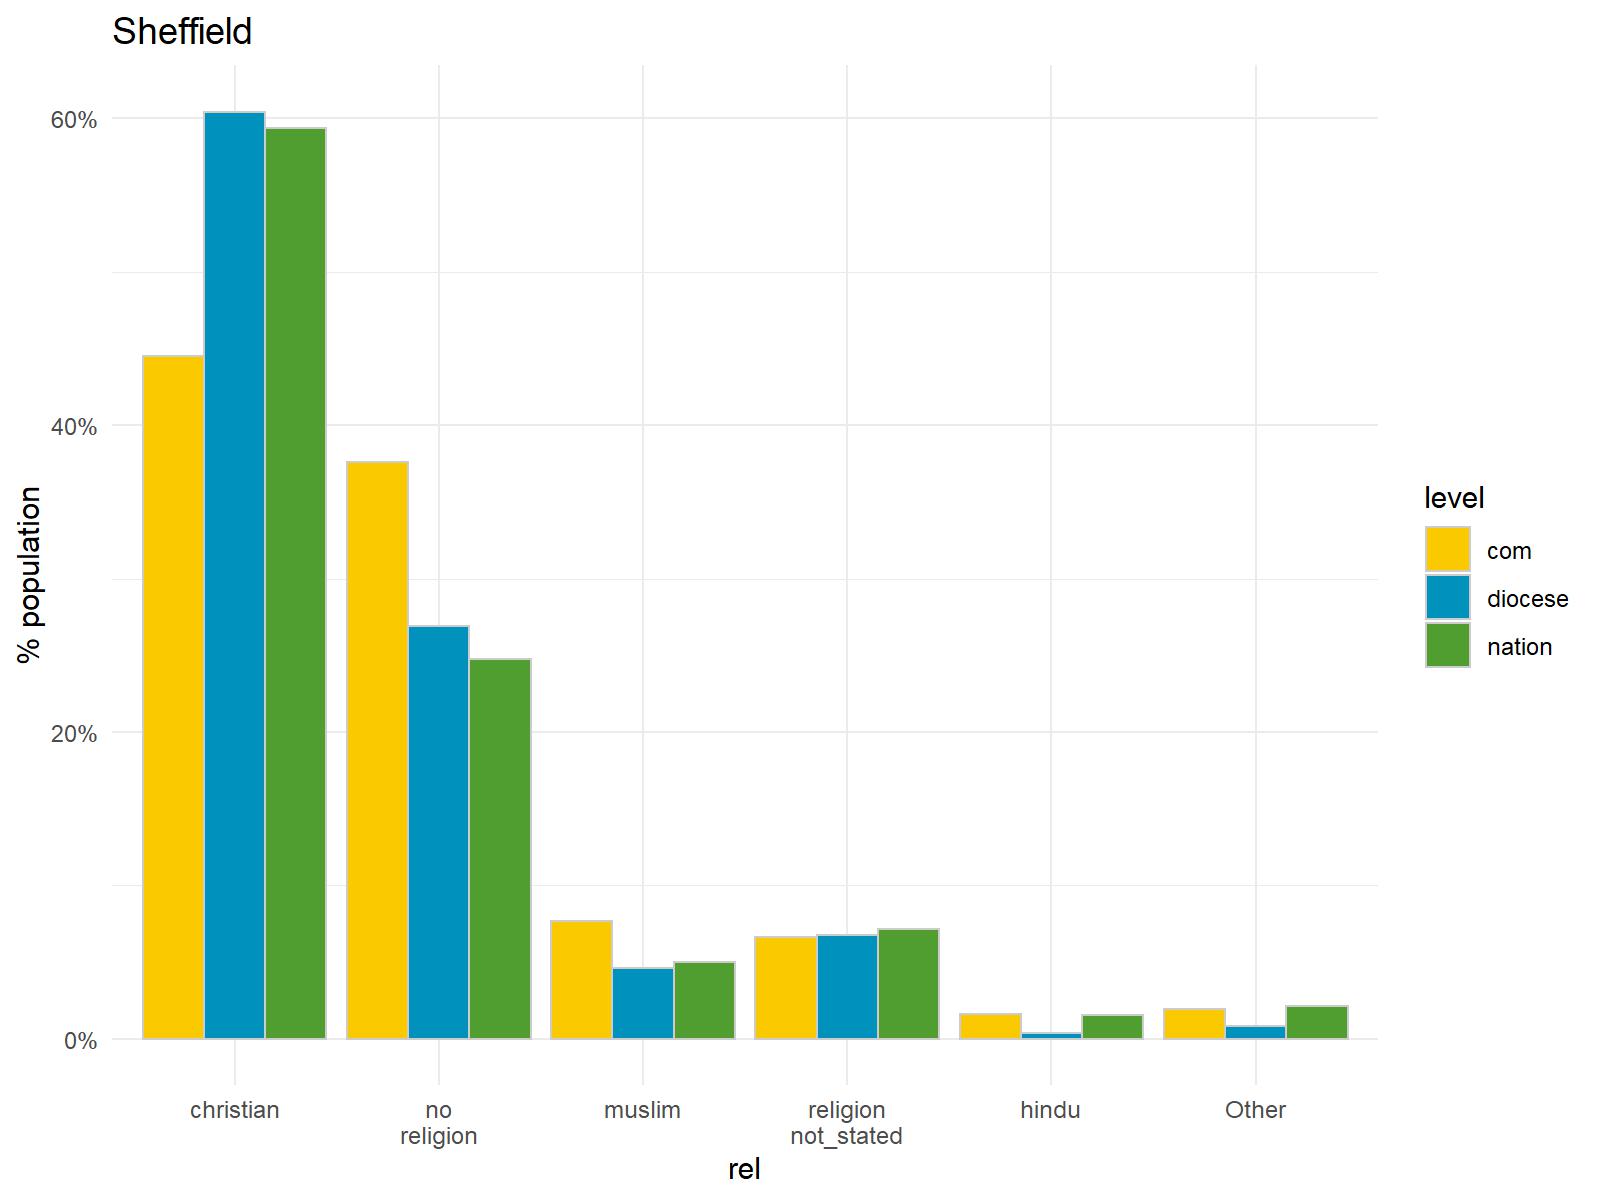 Sheffield
60%
40%
20%
0%
% population
christian
no
religion
muslim
religion
not_stated
hindu
Other
rel
level
com
diocese
nation